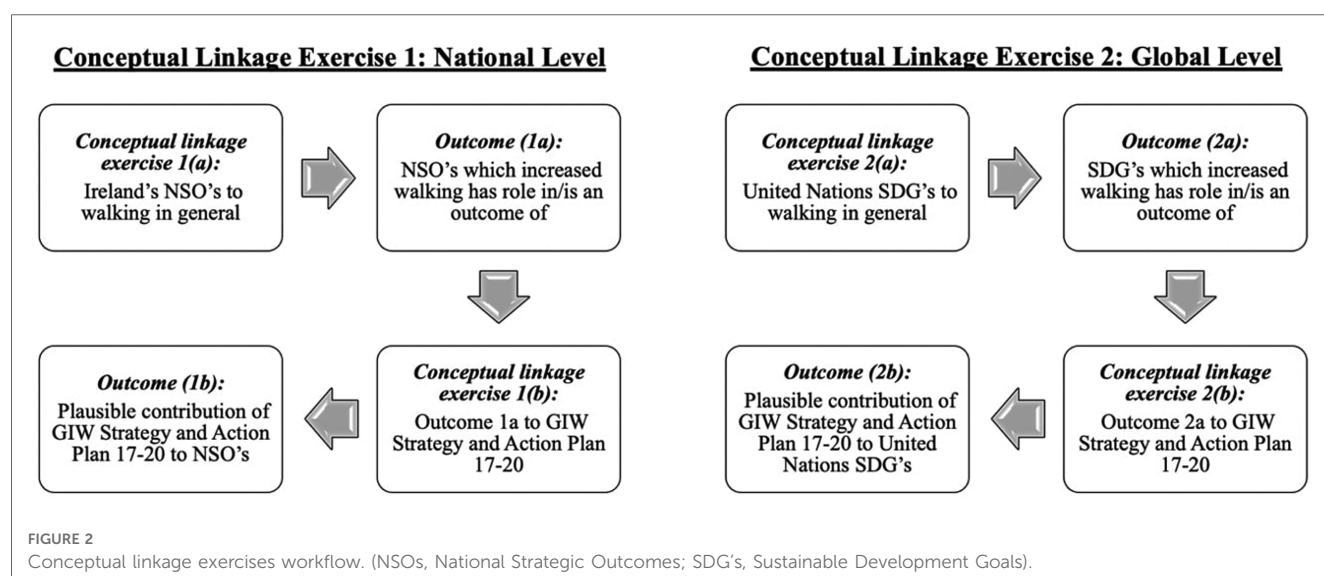 Conceptual Linkage Exercise 1: National Level
Conceptual linkage
exercise 1(a):
Ireland's NSO's to
walking in general
Outcome (1a):
NSO's which increased
walking has role in/is an
outcome of
Conceptual linkage
exercise 1(b):
Outcome 1a to GIW
Strategy and Action Plan
17-20
Outcome (1b):
Plausible contribution of
GIW Strategy and Action
Plan 17-20 to NSO's
Conceptual Linkage Exercise 2: Global Level
Conceptual linkage
exercise 2(a):
United Nations SDG's to
walking in general
Outcome (2a):
SDG's which increased
walking has role in/is an
outcome of
Conceptual linkage
exercise 2(b):
Outcome 2a to GIW
Strategy and Action Plan
17-20
Outcome (2b):
Plausible contribution of
GIW Strategy and Action
Plan 17-20 to United
Nations SDG's
FIGURE 2
Conceptual linkage exercises workflow. (NSOs, National Strategic Outcomes; SDG's, Sustainable Development Goals).